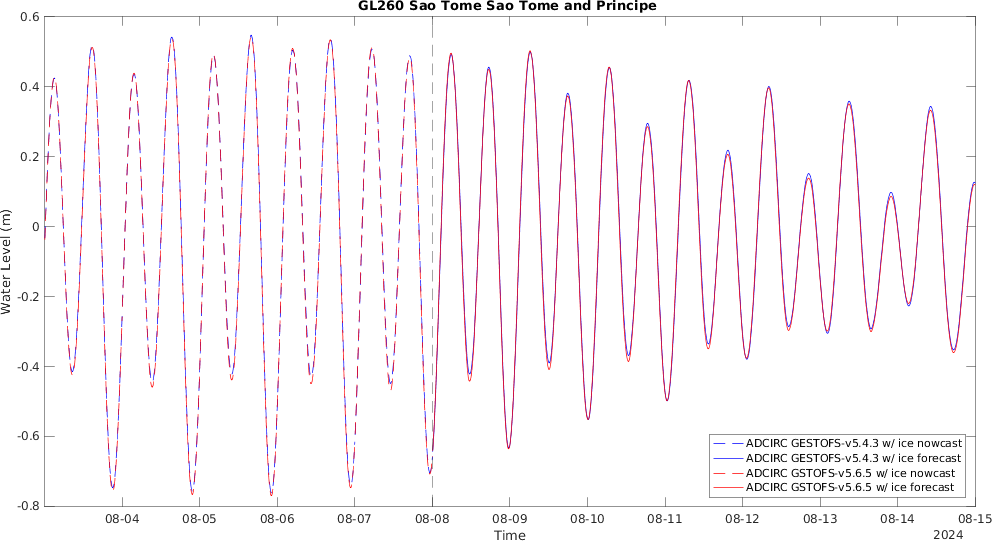 GL260 Sao Tome Sao Tome and Principe
0.6
0.4
0.2
0
-0.2
-0.4
-0.6
-0.8
Water Level (m)
ADCIRC GESTOFS-v5.4.3 w/ ice nowcast
ADCIRC GESTOFS-v5.4.3 w/ ice forecast
ADCIRC GSTOFS-v5.6.5 w/ ice nowcast
ADCIRC GSTOFS-v5.6.5 w/ ice forecast
08-04 08-05 08-06 08-07 08-08 08-09 08-10 08-11 08-12 08-13 08-14 08-15
Time
2024